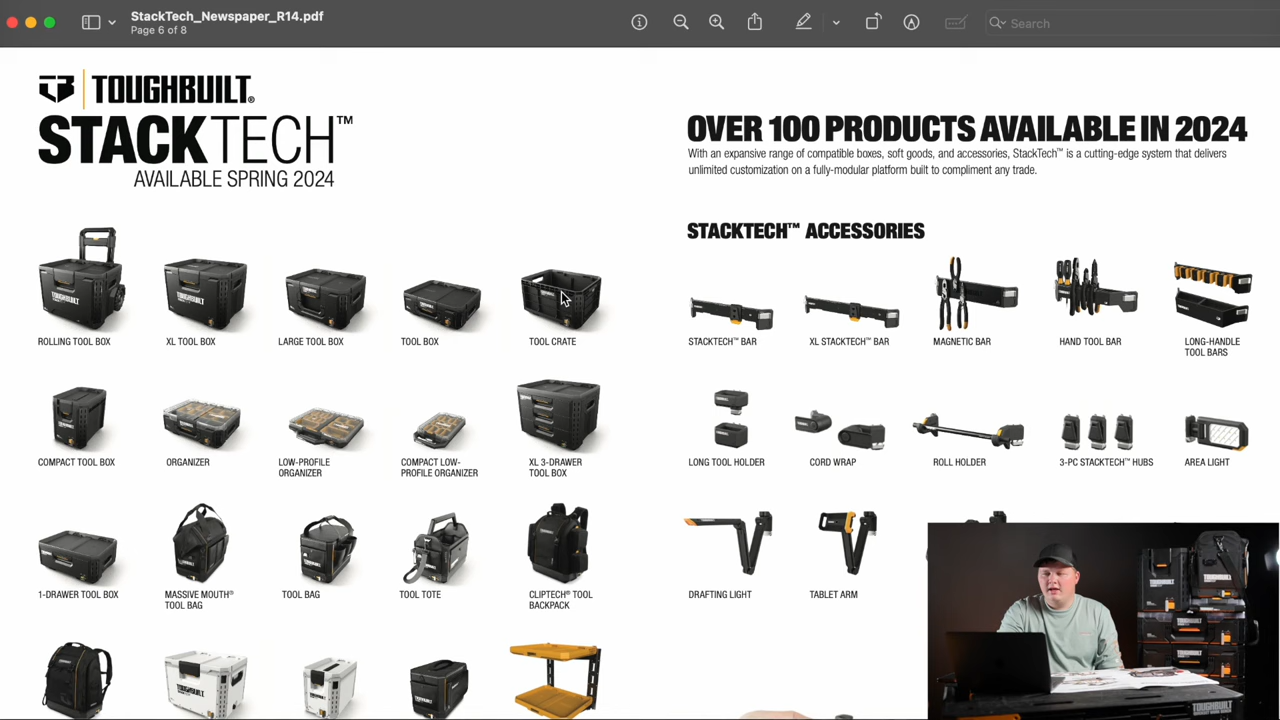 StackTech_Newspaper_R14.pdf
Page 6 of 8
Search
TOUGHBUILT®
STACKTECH™
AVAILABLE SPRING 2024
OVER 100 PRODUCTS AVAILABLE IN 2024
With an expansive range of compatible boxes, soft goods, and accessories, StackTech™ is a cutting-edge system that delivers
unlimited customization on a fully-modular platform built to compliment any trade.
STACKTECH™ ACCESSORIES
ROLLING TOOL BOX
XL TOOL BOX
LARGE TOOL BOX
TOOL BOX
TOOL CRATE
STACKTECH™ BAR
XL STACKTECH™ BAR
MAGNETIC BAR
HAND TOOL BAR
LONG-HANDLE
TOOL BARS
COMPACT TOOL BOX
ORGANIZER
LOW-PROFILE
ORGANIZER
COMPACT LOW-
PROFILE ORGANIZER
XL 3-DRAWER
TOOL BOX
LONG TOOL HOLDER
CORD WRAP
ROLL HOLDER
3-PC STACKTECH™ HUBS
AREA LIGHT
1-DRAWER TOOL BOX
MASSIVE MOUTH®
TOOL BAG
TOOL BAG
TOOL TOTE
CLIPTECH® TOOL
BACKPACK
DRAFTING LIGHT
TABLET ARM
TOUGHBUILT
TOUGHBUILT
TOUGHBUILT